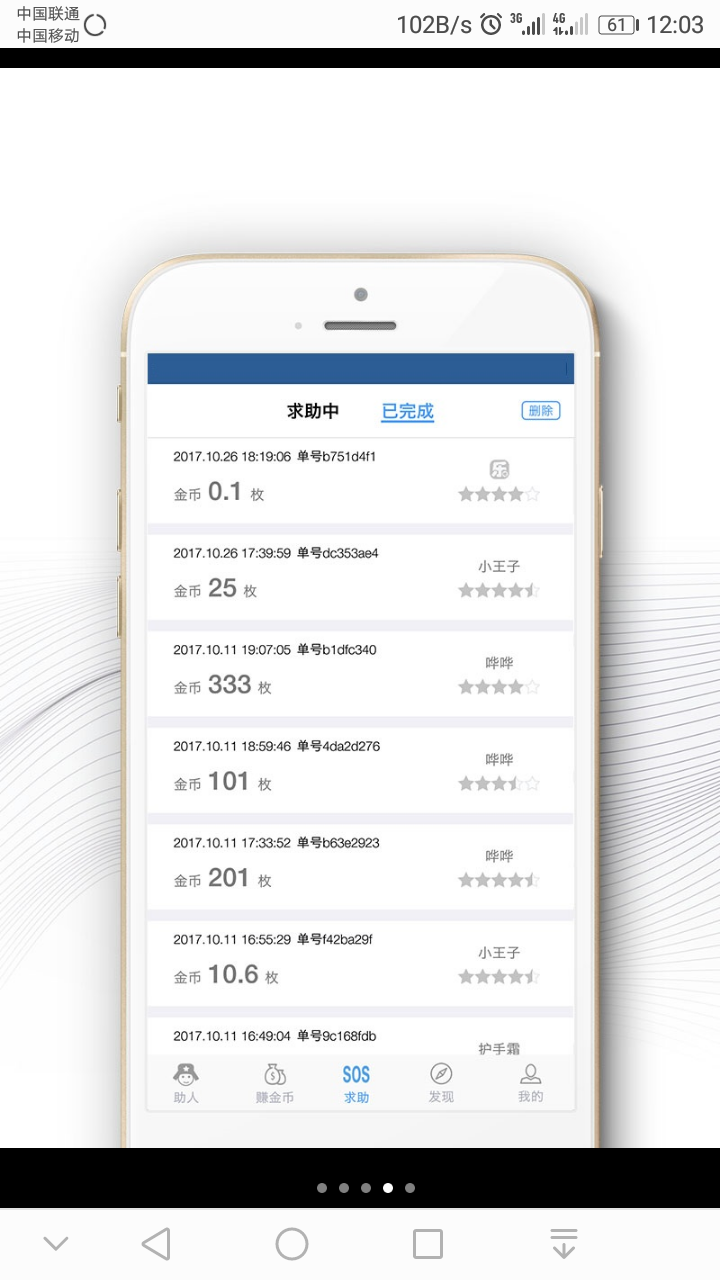 中国联通
中国移动
102B/s 3G 4G 61 12:03
求助中 已完成 删除
2017.10.26 18:19:06 单号b751d4f1
金币 0.1 枚
2017.10.26 17:39:59 单号dc353ae4
小王子
金币 25 枚
2017.10.11 19:07:05 单号b1dfc340
哗哗
金币 333 枚
2017.10.11 18:59:46 单号4da2d276
哗哗
金币 101 枚
2017.10.11 17:33:52 单号b63e2923
哗哗
金币 201 枚
2017.10.11 16:55:29 单号f42ba29f
小王子
金币 10.6 枚
2017.10.11 16:49:04 单号9c168fdb
护手霜
SOS
助人 赚金币 求助 发现 我的